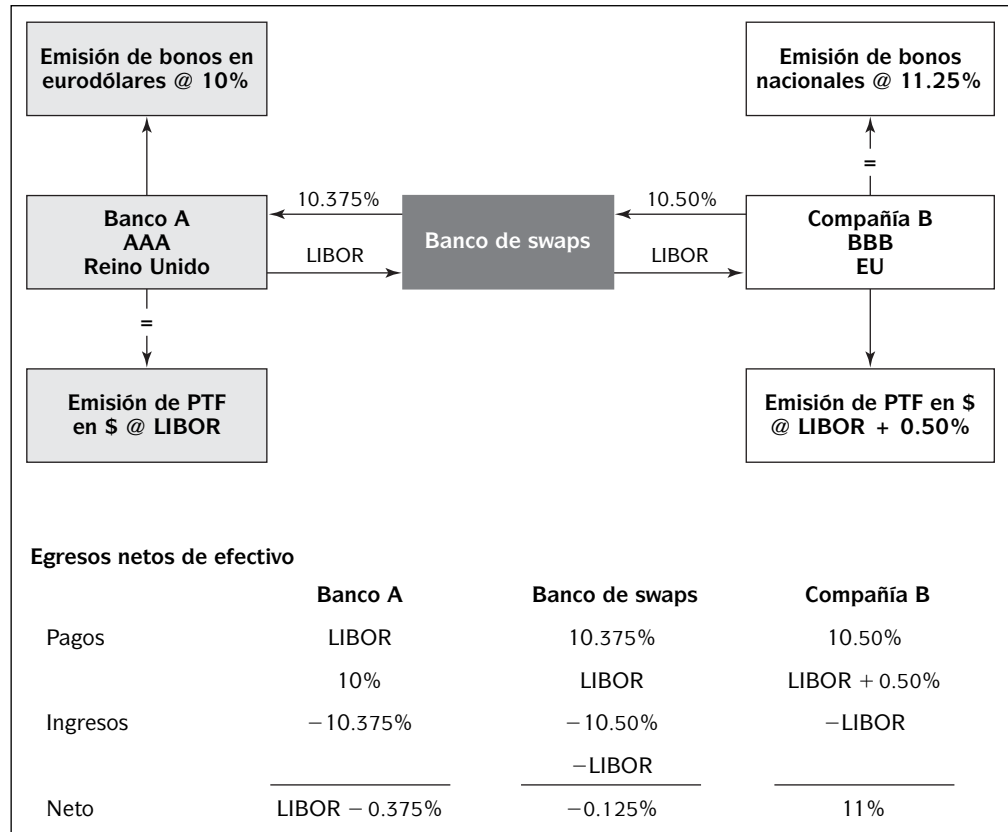 Emisión de bonos en
eurodólares @ 10%
Emisión de bonos
nacionales @ 11.25%
=
10.375%
10.50%
Banco A
AAA
Reino Unido
Banco de swaps
Compañía B
BBB
EU
LIBOR
LIBOR
=
Emisión de PTF
en $ @ LIBOR
Emisión de PTF en $
@ LIBOR + 0.50%
Egresos netos de efectivo
Banco A Banco de swaps Compañía B
Pagos LIBOR 10.375% 10.50%
10% LIBOR LIBOR + 0.50%
Ingresos −10.375% −10.50% −LIBOR
−LIBOR
Neto LIBOR − 0.375% −0.125% 11%